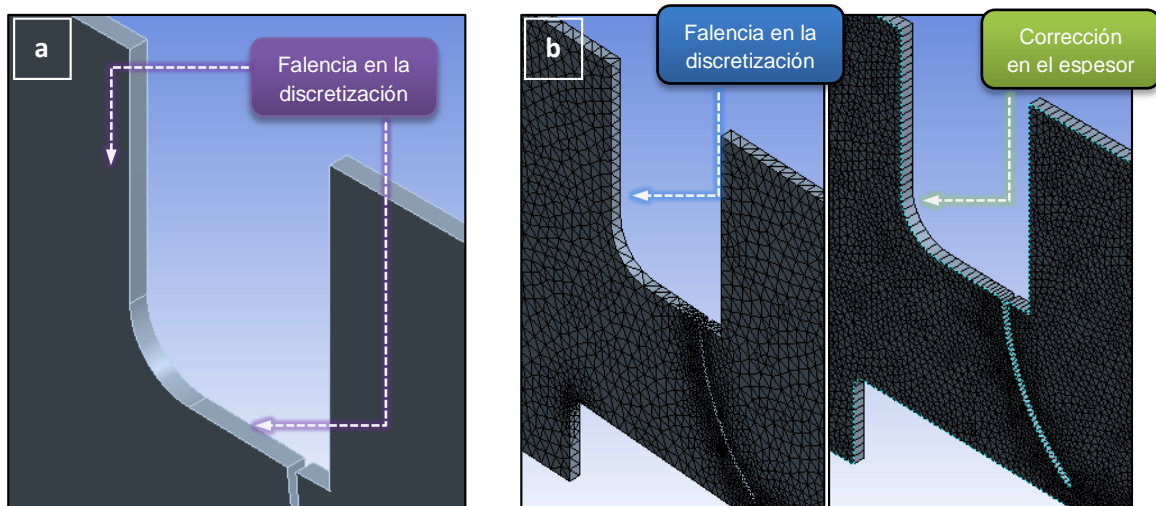 a
Falencia en la
discretización
b
Falencia en la
discretización
Corrección
en el espesor